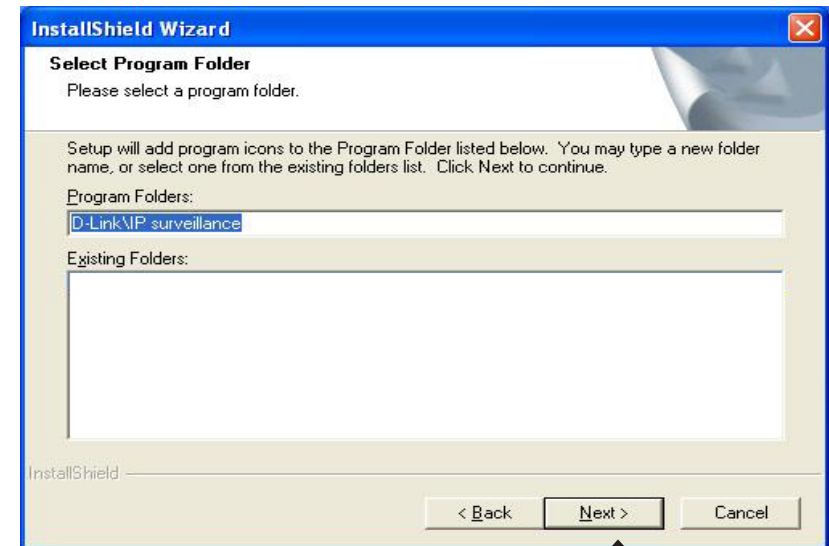 InstallShield Wizard
Select Program Folder
Please select a program folder.
Setup will add program icons to the Program Folder listed below. You may type a new folder
name, or select one from the existing folders list. Click Next to continue.
Program Folders:
D-Link\IP surveillance
Existing Folders:
InstallShield
< Back Next > Cancel